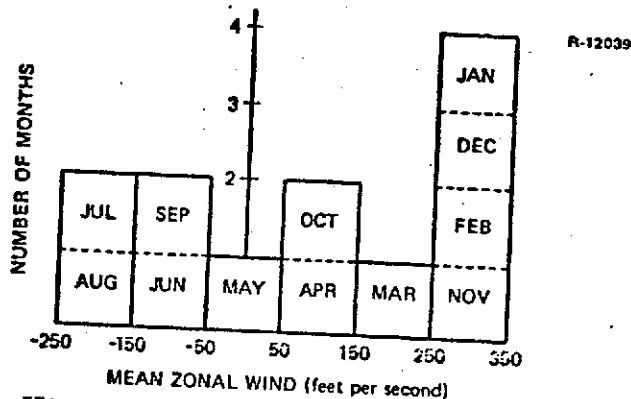 R-12039
NUMBER OF MONTHS
4
3
2
JAN
DEC
JUL SEP OCT FEB
AUG JUN MAY APR MAR NOV
-250 -150 -50 50 150 250 350
MEAN ZONAL WIND (feet per second)